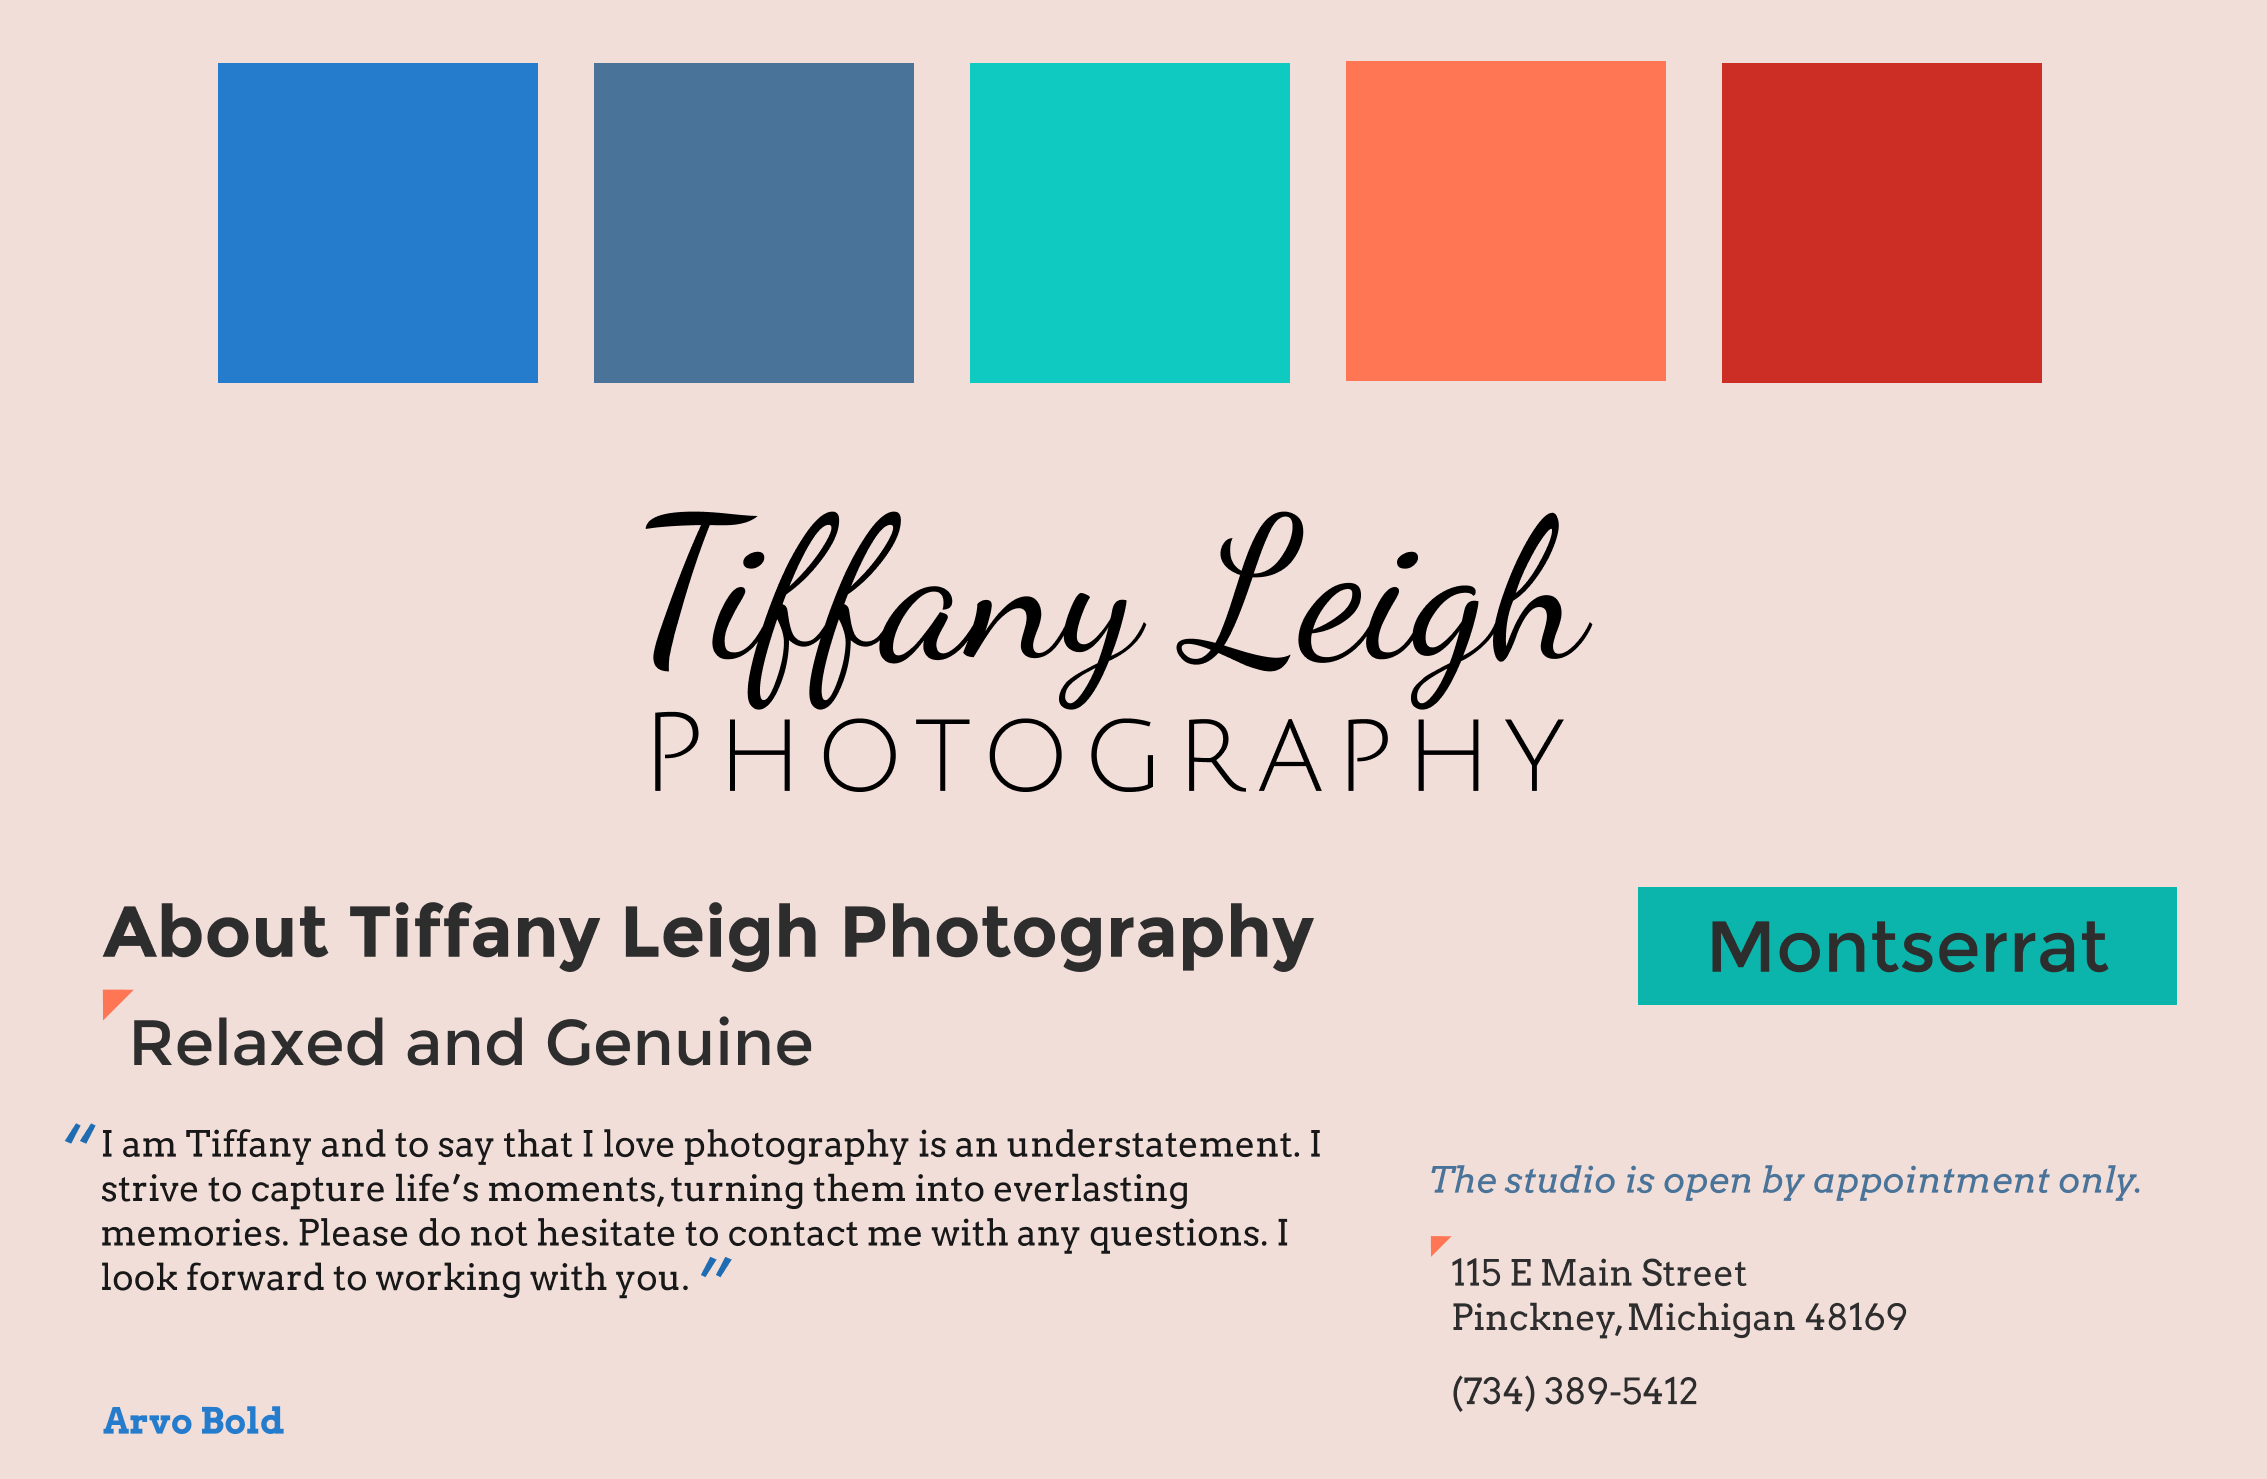 Tiffany Leigh
PHOTOGRAPHY
About Tiffany Leigh Photography
Montserrat
Relaxed and Genuine
"I am Tiffany and to say that I love photography is an understatement. I
strive to capture life’s moments, turning them into everlasting
memories. Please do not hesitate to contact me with any questions. I
look forward to working with you."
The studio is open by appointment only.
115 E Main Street
Pinckney, Michigan 48169
(734) 389-5412
Arvo Bold